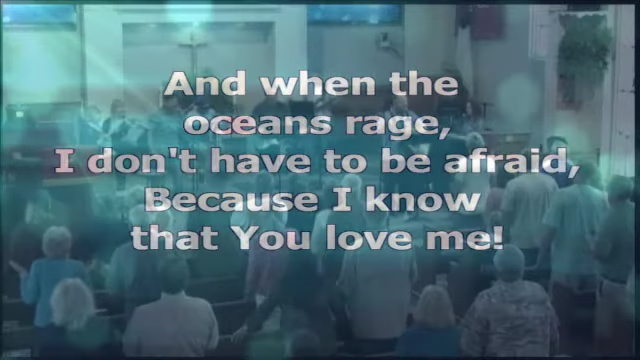 And when the
oceans rage,
I don't have to be afraid,
Because I know
that You love me!